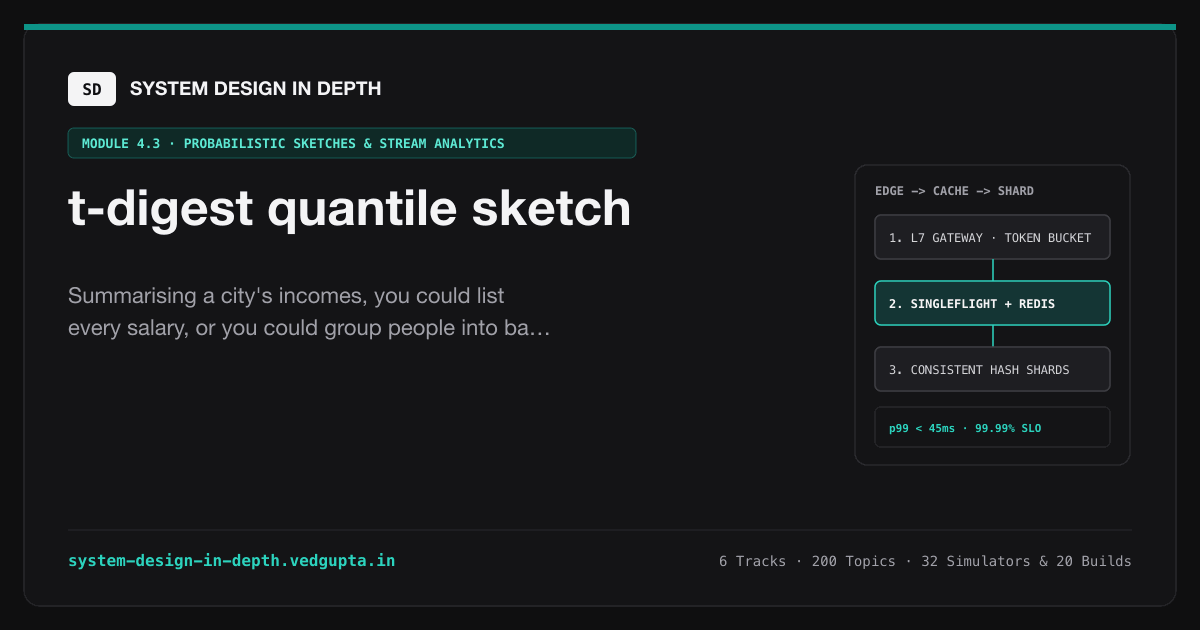 SD SYSTEM DESIGN IN DEPTH
MODULE 4.3 · PROBABILISTIC SKETCHES & STREAM ANALYTICS
t-digest quantile sketch
Summarising a city's incomes, you could list
every salary, or you could group people into ba…
EDGE —> CACHE —> SHARD
1. L7 GATEWAY · TOKEN BUCKET
2. SINGLEFLIGHT + REDIS
3. CONSISTENT HASH SHARDS
p99 < 45ms · 99.99% SLO
system-design-in-depth.vedgupta.in
6 Tracks · 200 Topics · 32 Simulators & 20 Builds